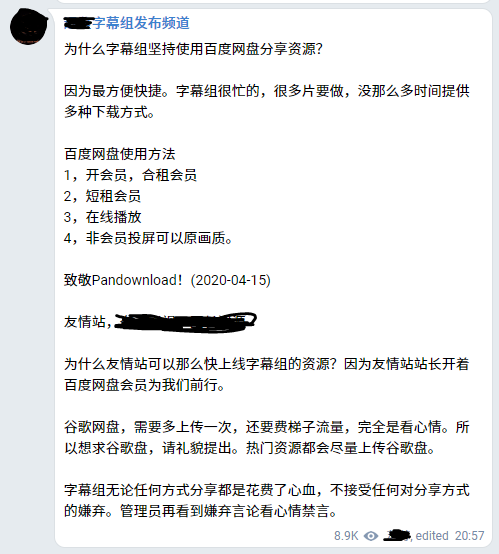 字幕组发布频道
为什么字幕组坚持使用百度网盘分享资源？
因为最方便快捷。字幕组很忙的，很多片要做，没那么多时间提供
多种下载方式。
百度网盘使用方法
1，开会员，合租会员
2，短租会员
3，在线播放
4，非会员投屏可以原画质。
致敬Pandownload！(2020-04-15)
友情站，
为什么友情站可以那么快上线字幕组的资源？因为友情站站长开着
百度网盘会员为我们前行。
谷歌网盘，需要多上传一次，还要费梯子流量，完全是看心情。所
以想求谷歌盘，请礼貌提出。热门资源都会尽量上传谷歌盘。
字幕组无论任何方式分享都是花费了心血，不接受任何对分享方式
的嫌弃。管理员再看到嫌弃言论看心情禁言。
8.9K , edited 20:57